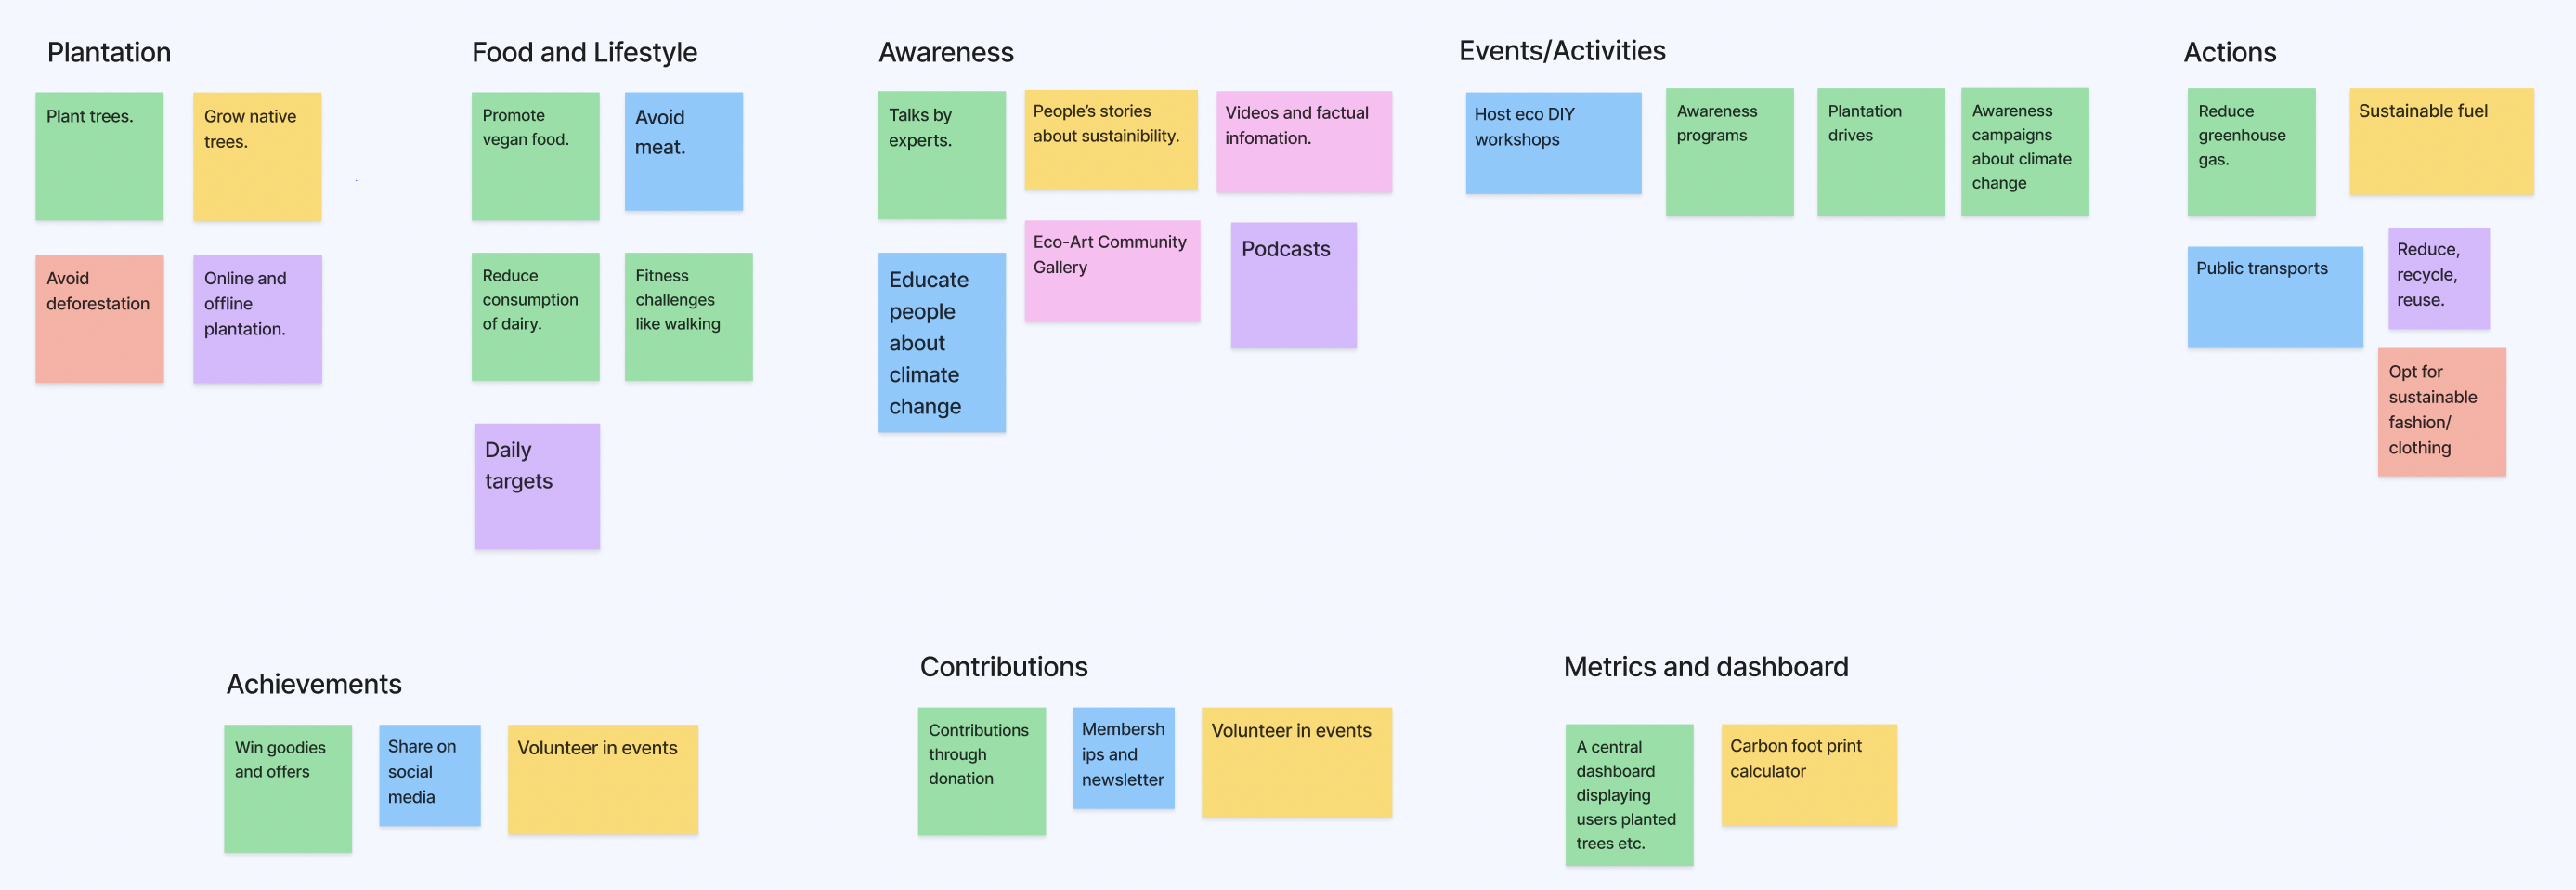 Plantation
Plant trees.
Grow native
trees.
Avoid
deforestation
Online and
offline
plantation.
Food and Lifestyle
Promote
vegan food.
Avoid
meat.
Reduce
consumption
of dairy.
Fitness
challenges
like walking
Daily
targets
Awareness
Talks by
experts.
People’s stories
about sustainibility.
Videos and factual
infomation.
Educate
people
about
climate
change
Eco-Art Community
Gallery
Podcasts
Events/Activities
Host eco DIY
workshops
Awareness
programs
Plantation
drives
Awareness
campaigns
about climate
change
Actions
Reduce
greenhouse
gas.
Sustainable fuel
Public transports
Reduce,
recycle,
reuse.
Opt for
sustainable
fashion/
clothing
Achievements
Win goodies
and offers
Share on
social
media
Volunteer in events
Contributions
Contributions
through
donation
Membersh
ips and
newsletter
Volunteer in events
Metrics and dashboard
A central
dashboard
displaying
users planted
trees etc.
Carbon foot print
calculator